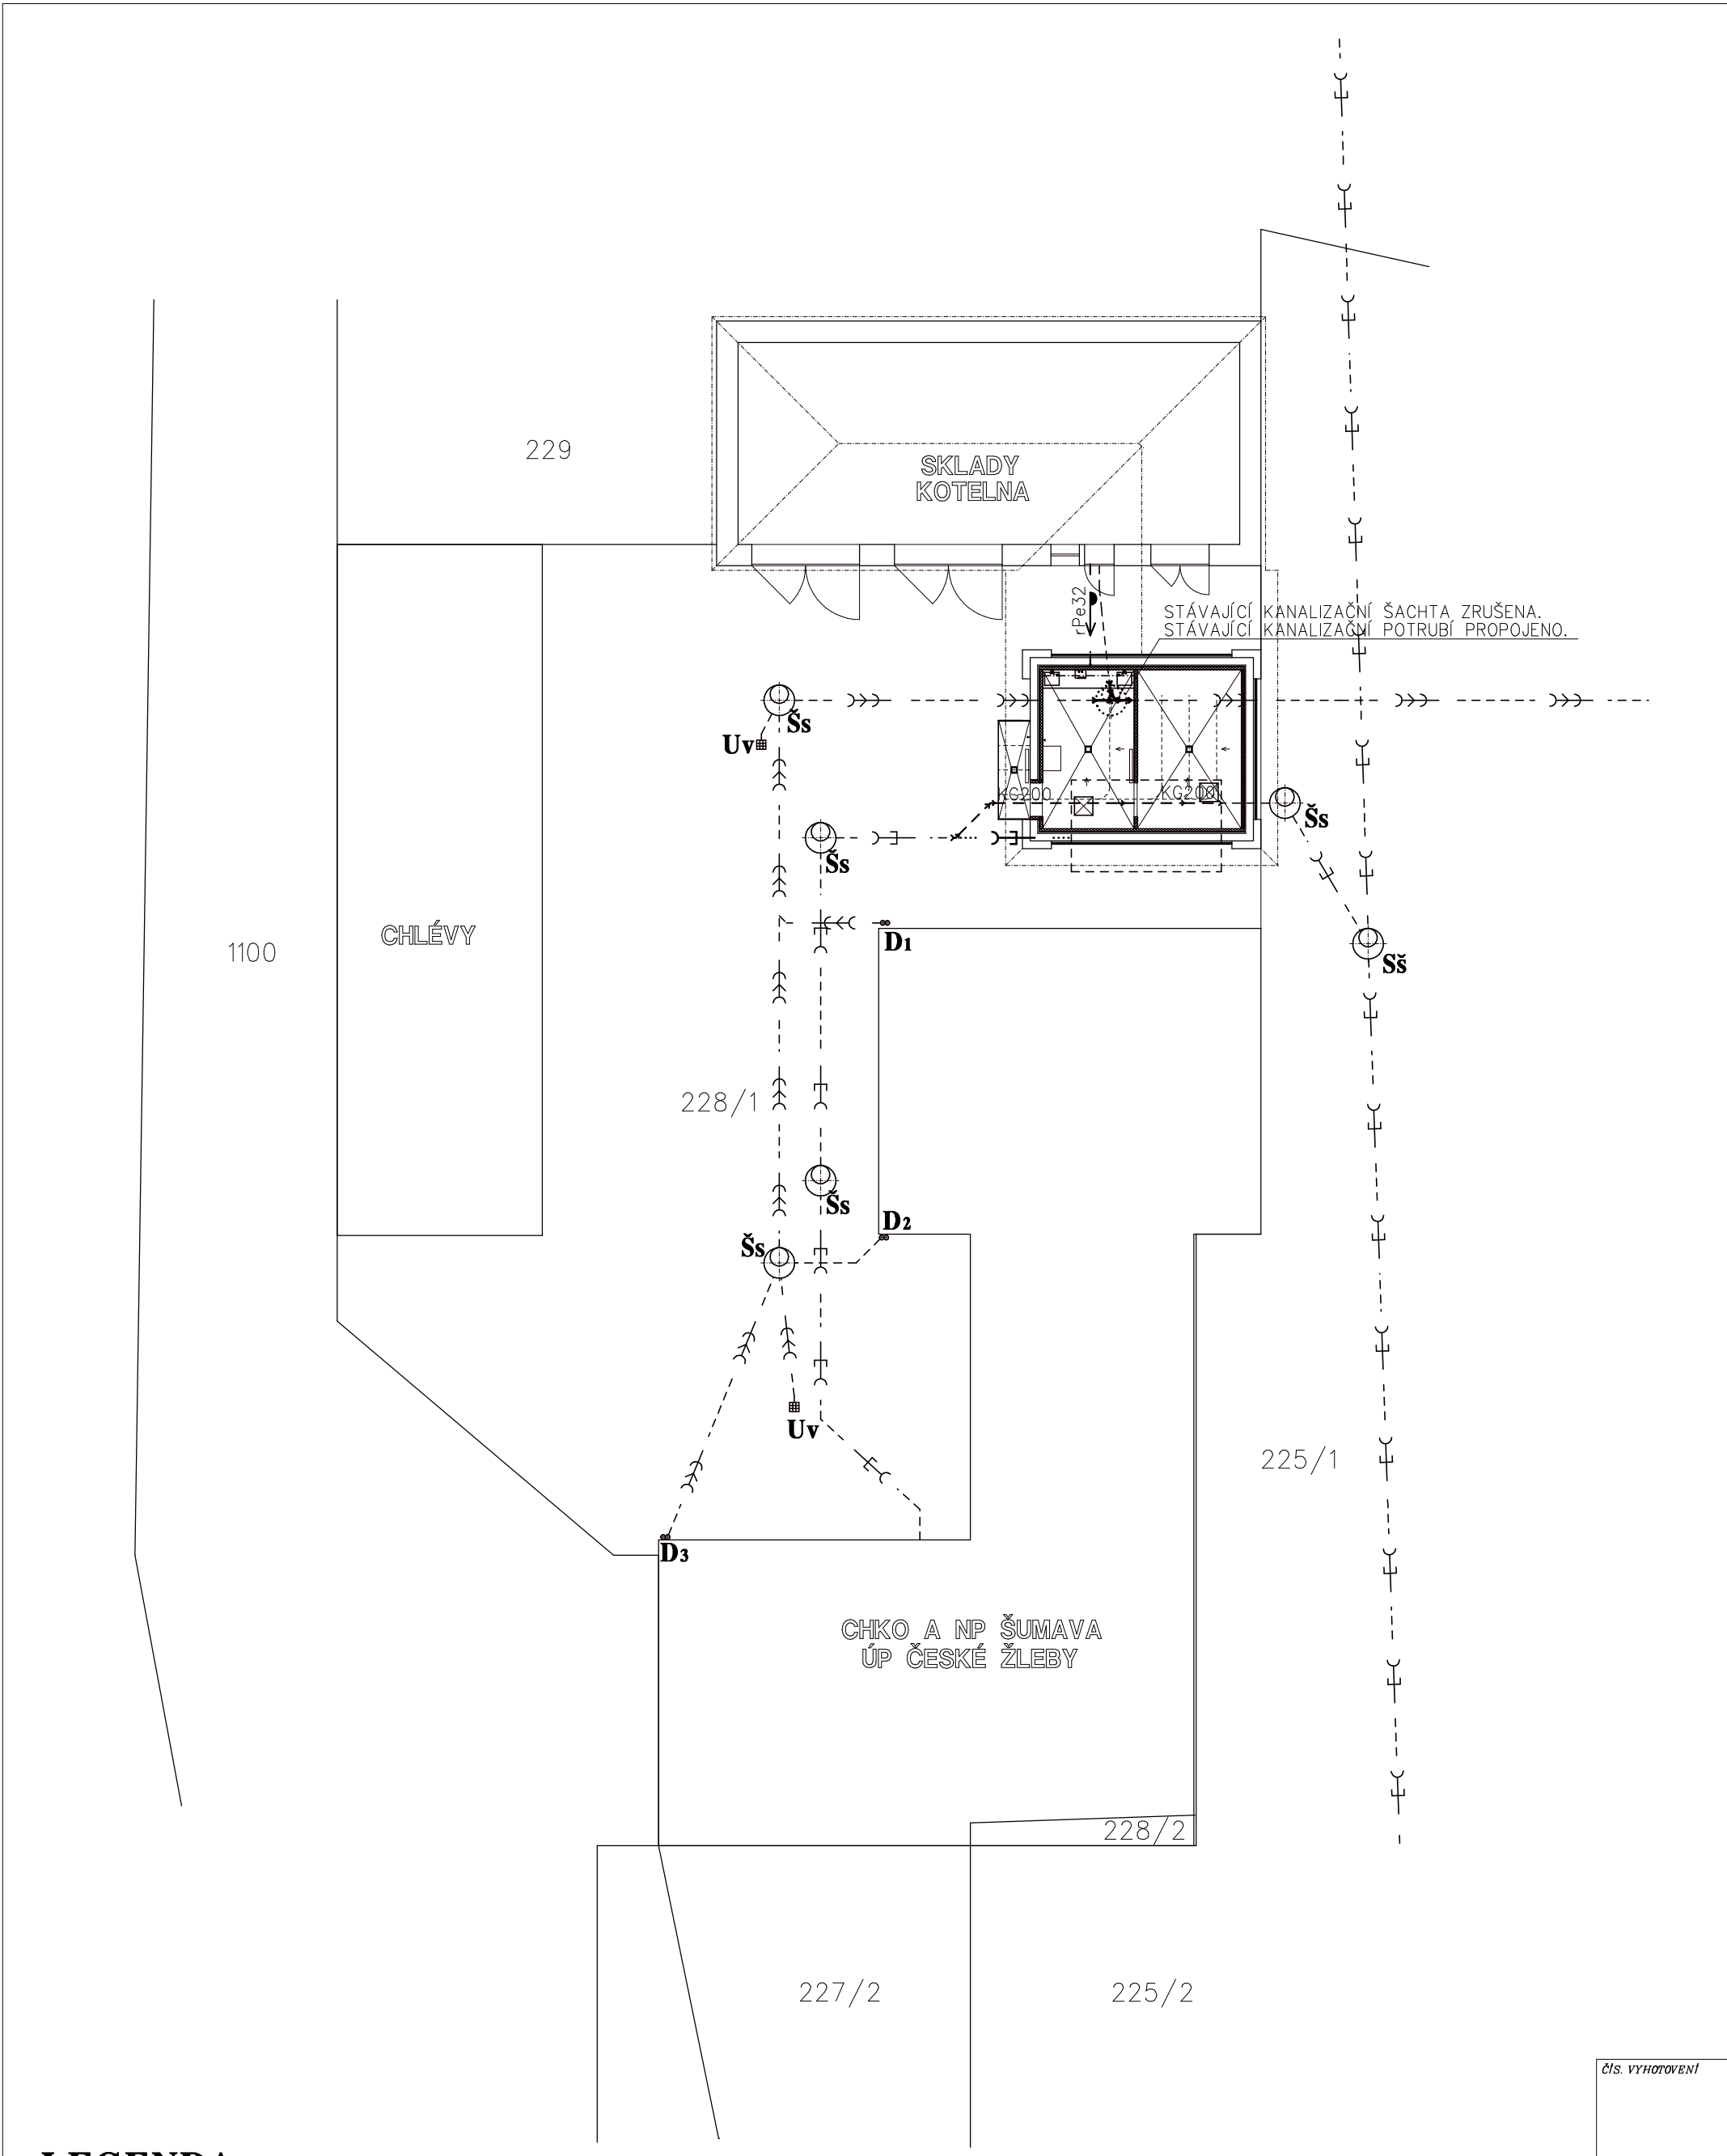 229
SKLADY
KOTELNA
rPe32
STÁVAJÍCÍ KANALIZAČNÍ ŠACHTA ZRUŠENA.
STÁVAJÍCÍ KANALIZAČNÍ POTRUBÍ PROPOJENO.
Šs
Uv
KG200
KG200
Šs
Šs
CHLÉVY
D1
1100
Sš
228/1
Šs
D2
Šs
Uv
225/1
D3
CHKO A NP ŠUMAVA
ÚP ČESKÉ ŽLEBY
228/2
227/2
225/2
ČÍS. VYHOTOVENÍ
LEGENDA